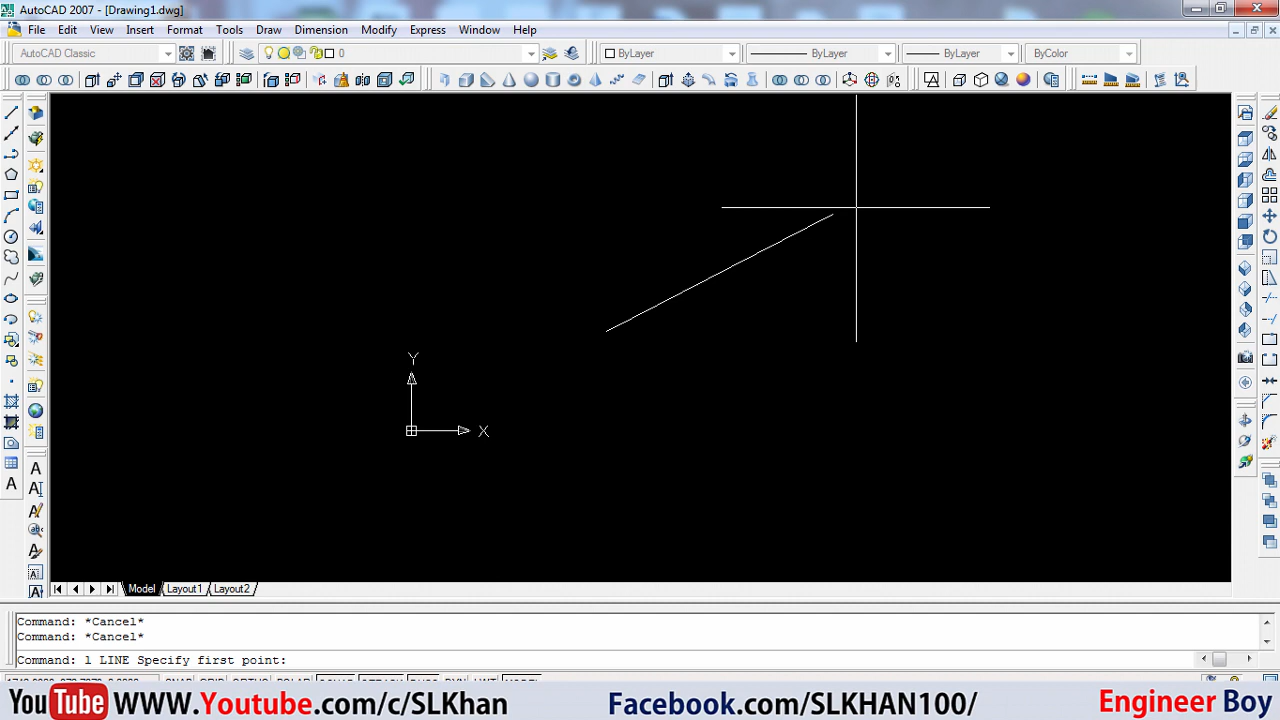 AutoCAD 2007 - [Drawing1.dwg]
File Edit View Insert Format Tools Draw Dimension Modify Express Window Help
AutoCAD Classic 0 ByLayer ByLayer ByLayer ByColor
Y
X
Model Layout1 Layout2
Command: *Cancel*
Command: *Cancel*
Command: l LINE Specify first point:
YouTube WWW.Youtube.com/c/SLKhan Facebook.com/SLKHAN100/ Engineer Boy